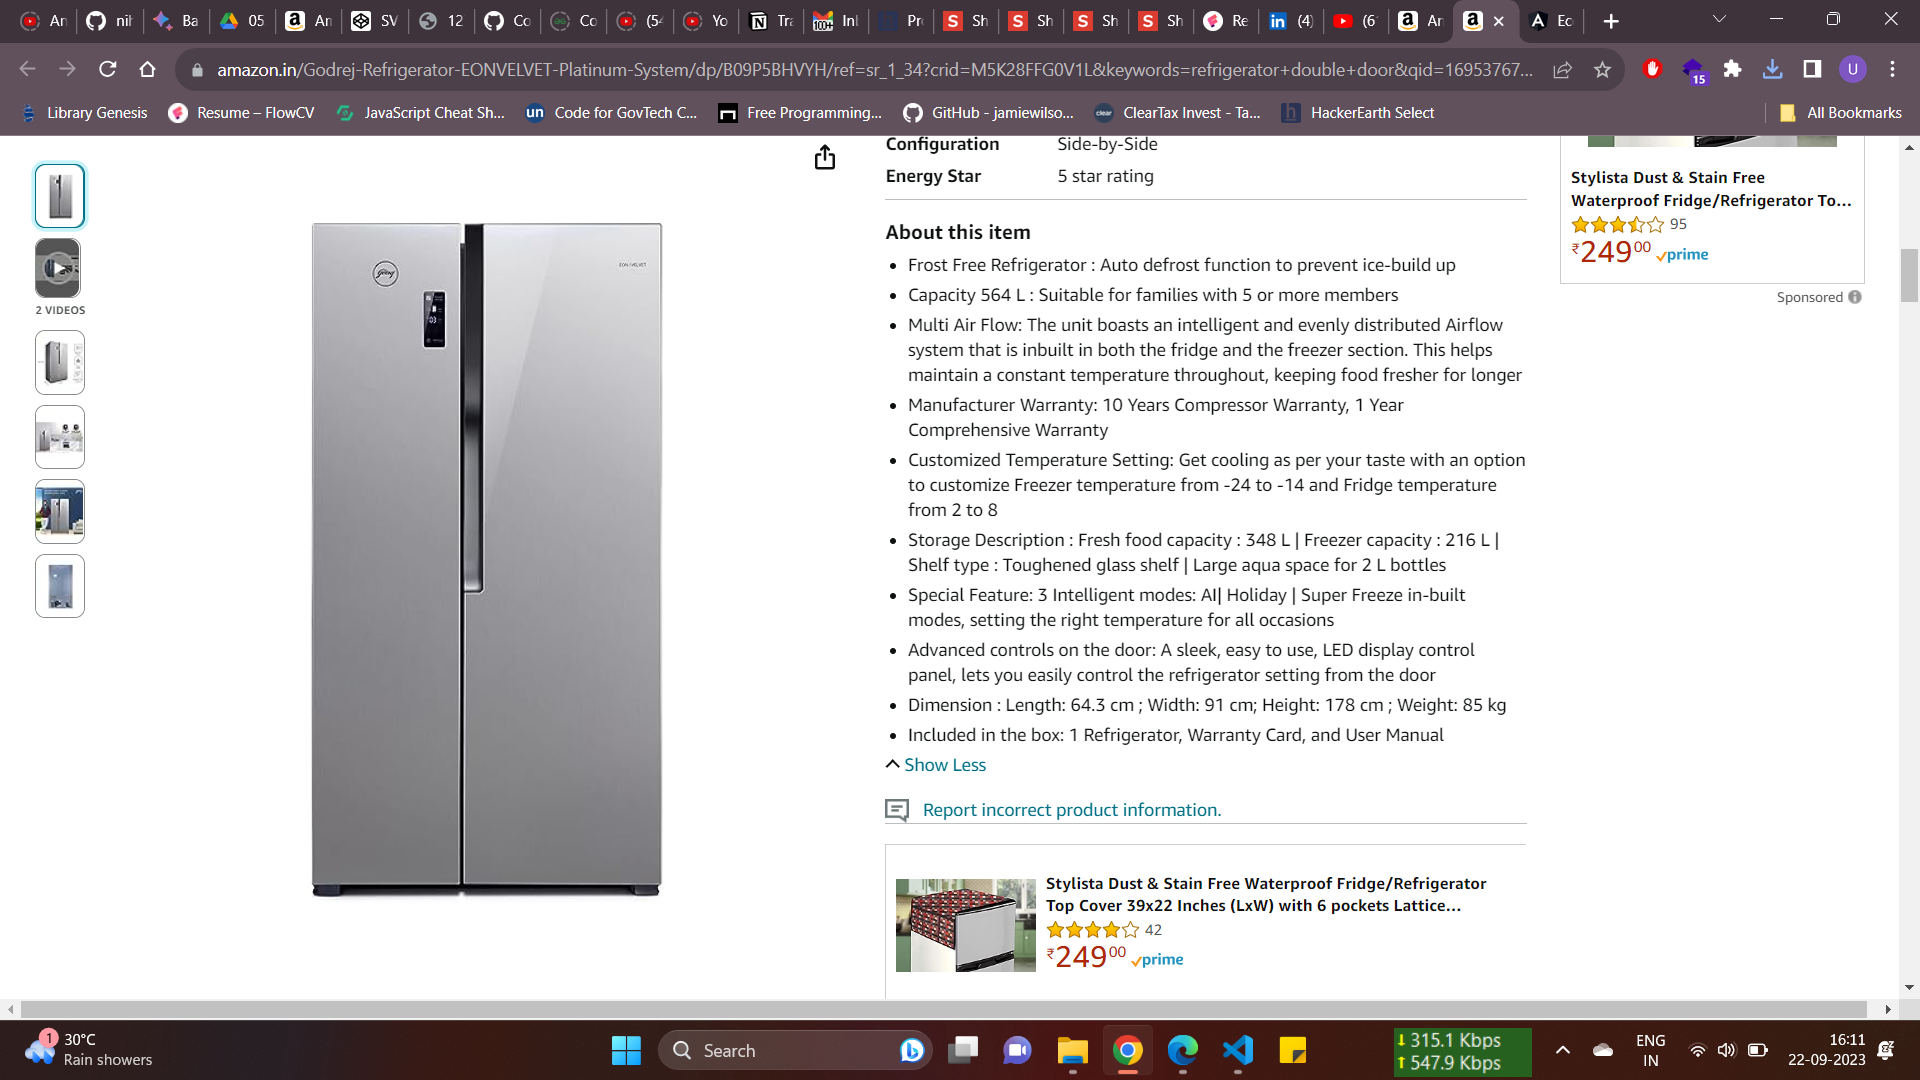 An
nih
Ba
05
An
SV
12
Co
Co
(54
Yo
Tra
Inl
Pre
Sh
Sh
Sh
Sh
Re
(4)
(6
An
Ec
amazon.in/Godrej-Refrigerator-EONVELVET-Platinum-System/dp/B09P5BHVYH/ref=sr_1_34?crid=M5K28FFG0V1L&keywords=refrigerator+double+door&qid=16953767...
15
U
Library Genesis
Resume – FlowCV
JavaScript Cheat Sh...
un Code for GovTech C...
Free Programming...
GitHub - jamiewilso...
clear ClearTax Invest - Ta...
h HackerEarth Select
All Bookmarks
2 VIDEOS
Godrej
EON VELVET
Configuration Side-by-Side
Energy Star 5 star rating
About this item
• Frost Free Refrigerator : Auto defrost function to prevent ice-build up
• Capacity 564 L : Suitable for families with 5 or more members
• Multi Air Flow: The unit boasts an intelligent and evenly distributed Airflow
system that is inbuilt in both the fridge and the freezer section. This helps
maintain a constant temperature throughout, keeping food fresher for longer
• Manufacturer Warranty: 10 Years Compressor Warranty, 1 Year
Comprehensive Warranty
• Customized Temperature Setting: Get cooling as per your taste with an option
to customize Freezer temperature from -24 to -14 and Fridge temperature
from 2 to 8
• Storage Description : Fresh food capacity : 348 L | Freezer capacity : 216 L |
Shelf type : Toughened glass shelf | Large aqua space for 2 L bottles
• Special Feature: 3 Intelligent modes: AI| Holiday | Super Freeze in-built
modes, setting the right temperature for all occasions
• Advanced controls on the door: A sleek, easy to use, LED display control
panel, lets you easily control the refrigerator setting from the door
• Dimension : Length: 64.3 cm ; Width: 91 cm; Height: 178 cm ; Weight: 85 kg
• Included in the box: 1 Refrigerator, Warranty Card, and User Manual
Show Less
Report incorrect product information.
Stylista Dust & Stain Free Waterproof Fridge/Refrigerator
Top Cover 39x22 Inches (LxW) with 6 pockets Lattice...
42
₹249 00 prime
Stylista Dust & Stain Free
Waterproof Fridge/Refrigerator To...
95
₹249 00 prime
Sponsored
1
30°C
Rain showers
Search
315.1 Kbps
547.9 Kbps
ENG
IN
16:11
22-09-2023